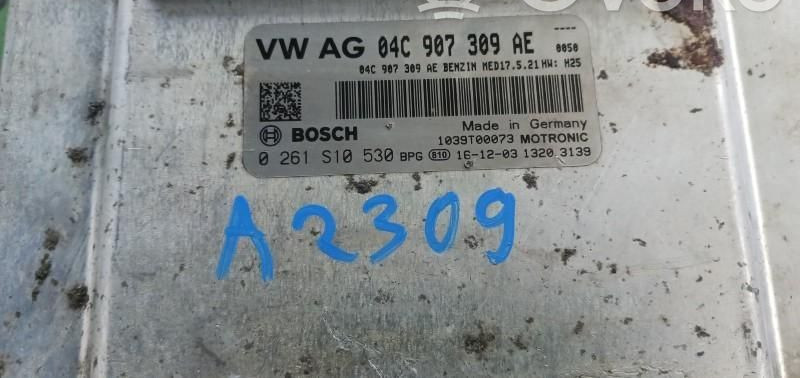 VW AG 04C 907 309 AE
----
0050
04C 907 309 AE BENZIN MED17.5.21 HW: H25
Made in Germany
BOSCH
1039T00073 MOTRONIC
0 261 S10 530 BPG 810 16-12-03 1320 3139
A2309